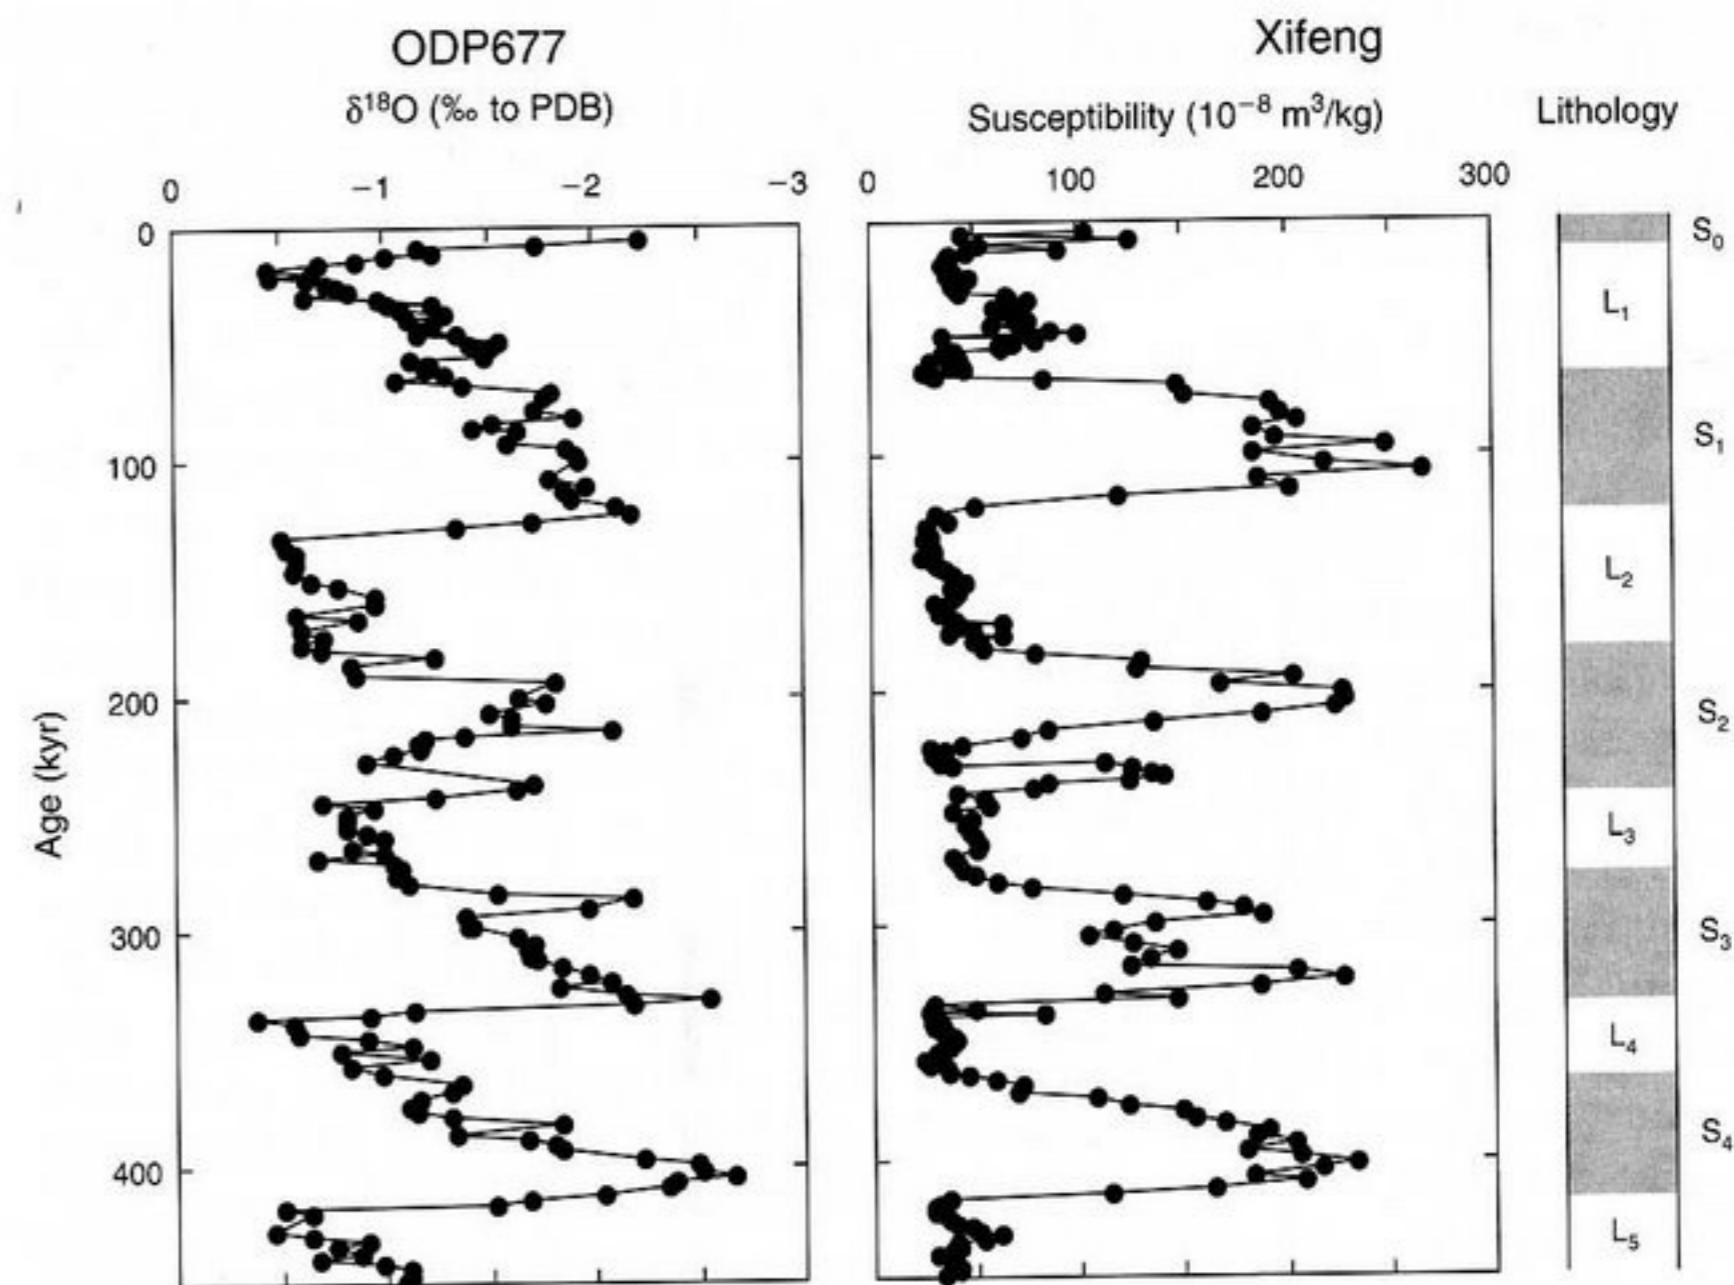 ODP677
Xifeng
δ¹⁸O (‰ to PDB)
Susceptibility (10⁻⁸ m³/kg)
Lithology
0 −1 −2 −3
0 100 200 300
0
100
200
300
400
Age (kyr)
S₀
L₁
S₁
L₂
S₂
L₃
S₃
L₄
S₄
L₅